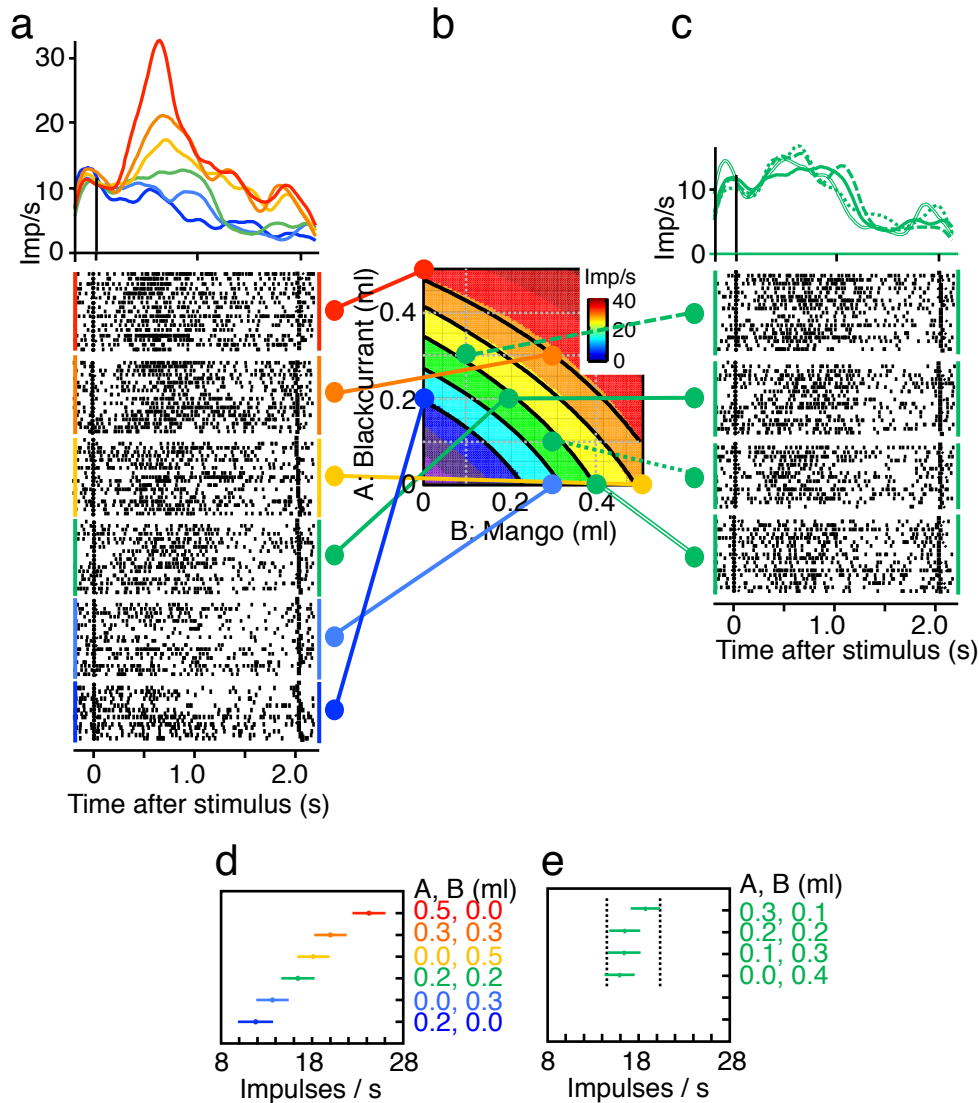 a
b
c
30
20
10
0
Imp/s
10
0
Imp/s
Imp/s
40
20
0
A: Blackcurrant (ml)
0.4
0.2
0
0
0.2
0.4
B: Mango (ml)
0
1.0
2.0
Time after stimulus (s)
0
1.0
2.0
Time after stimulus (s)
d
A, B (ml)
0.5, 0.0
0.3, 0.3
0.0, 0.5
0.2, 0.2
0.0, 0.3
0.2, 0.0
8
18
28
Impulses / s
e
A, B (ml)
0.3, 0.1
0.2, 0.2
0.1, 0.3
0.0, 0.4
8
18
28
Impulses / s